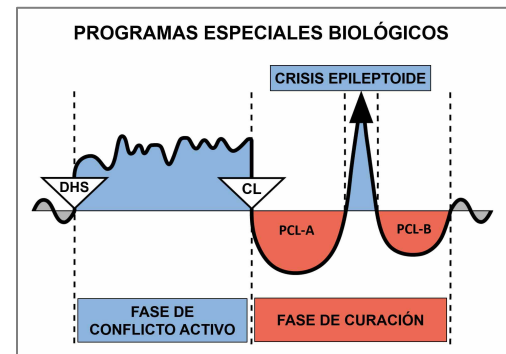 PROGRAMAS ESPECIALES BIOLÓGICOS
CRISIS EPILEPTOIDE
DHS
CL
PCL-A
PCL-B
FASE DE
CONFLICTO ACTIVO
FASE DE CURACIÓN